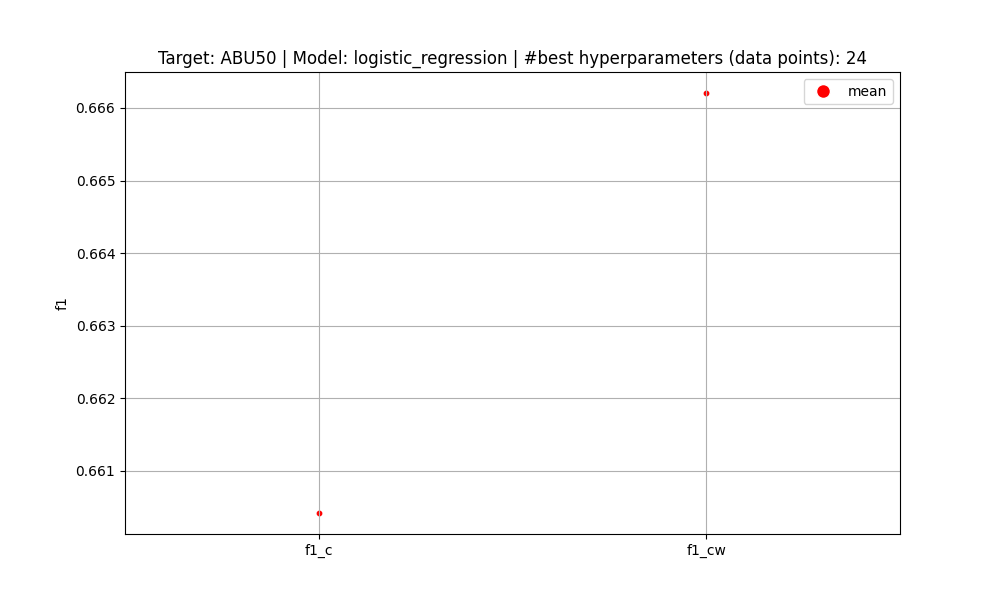 Target: ABU50 | Model: logistic_regression | #best hyperparameters (data points): 24
mean
0.666
0.665
0.664
0.663
0.662
0.661
f1
f1_c
f1_cw